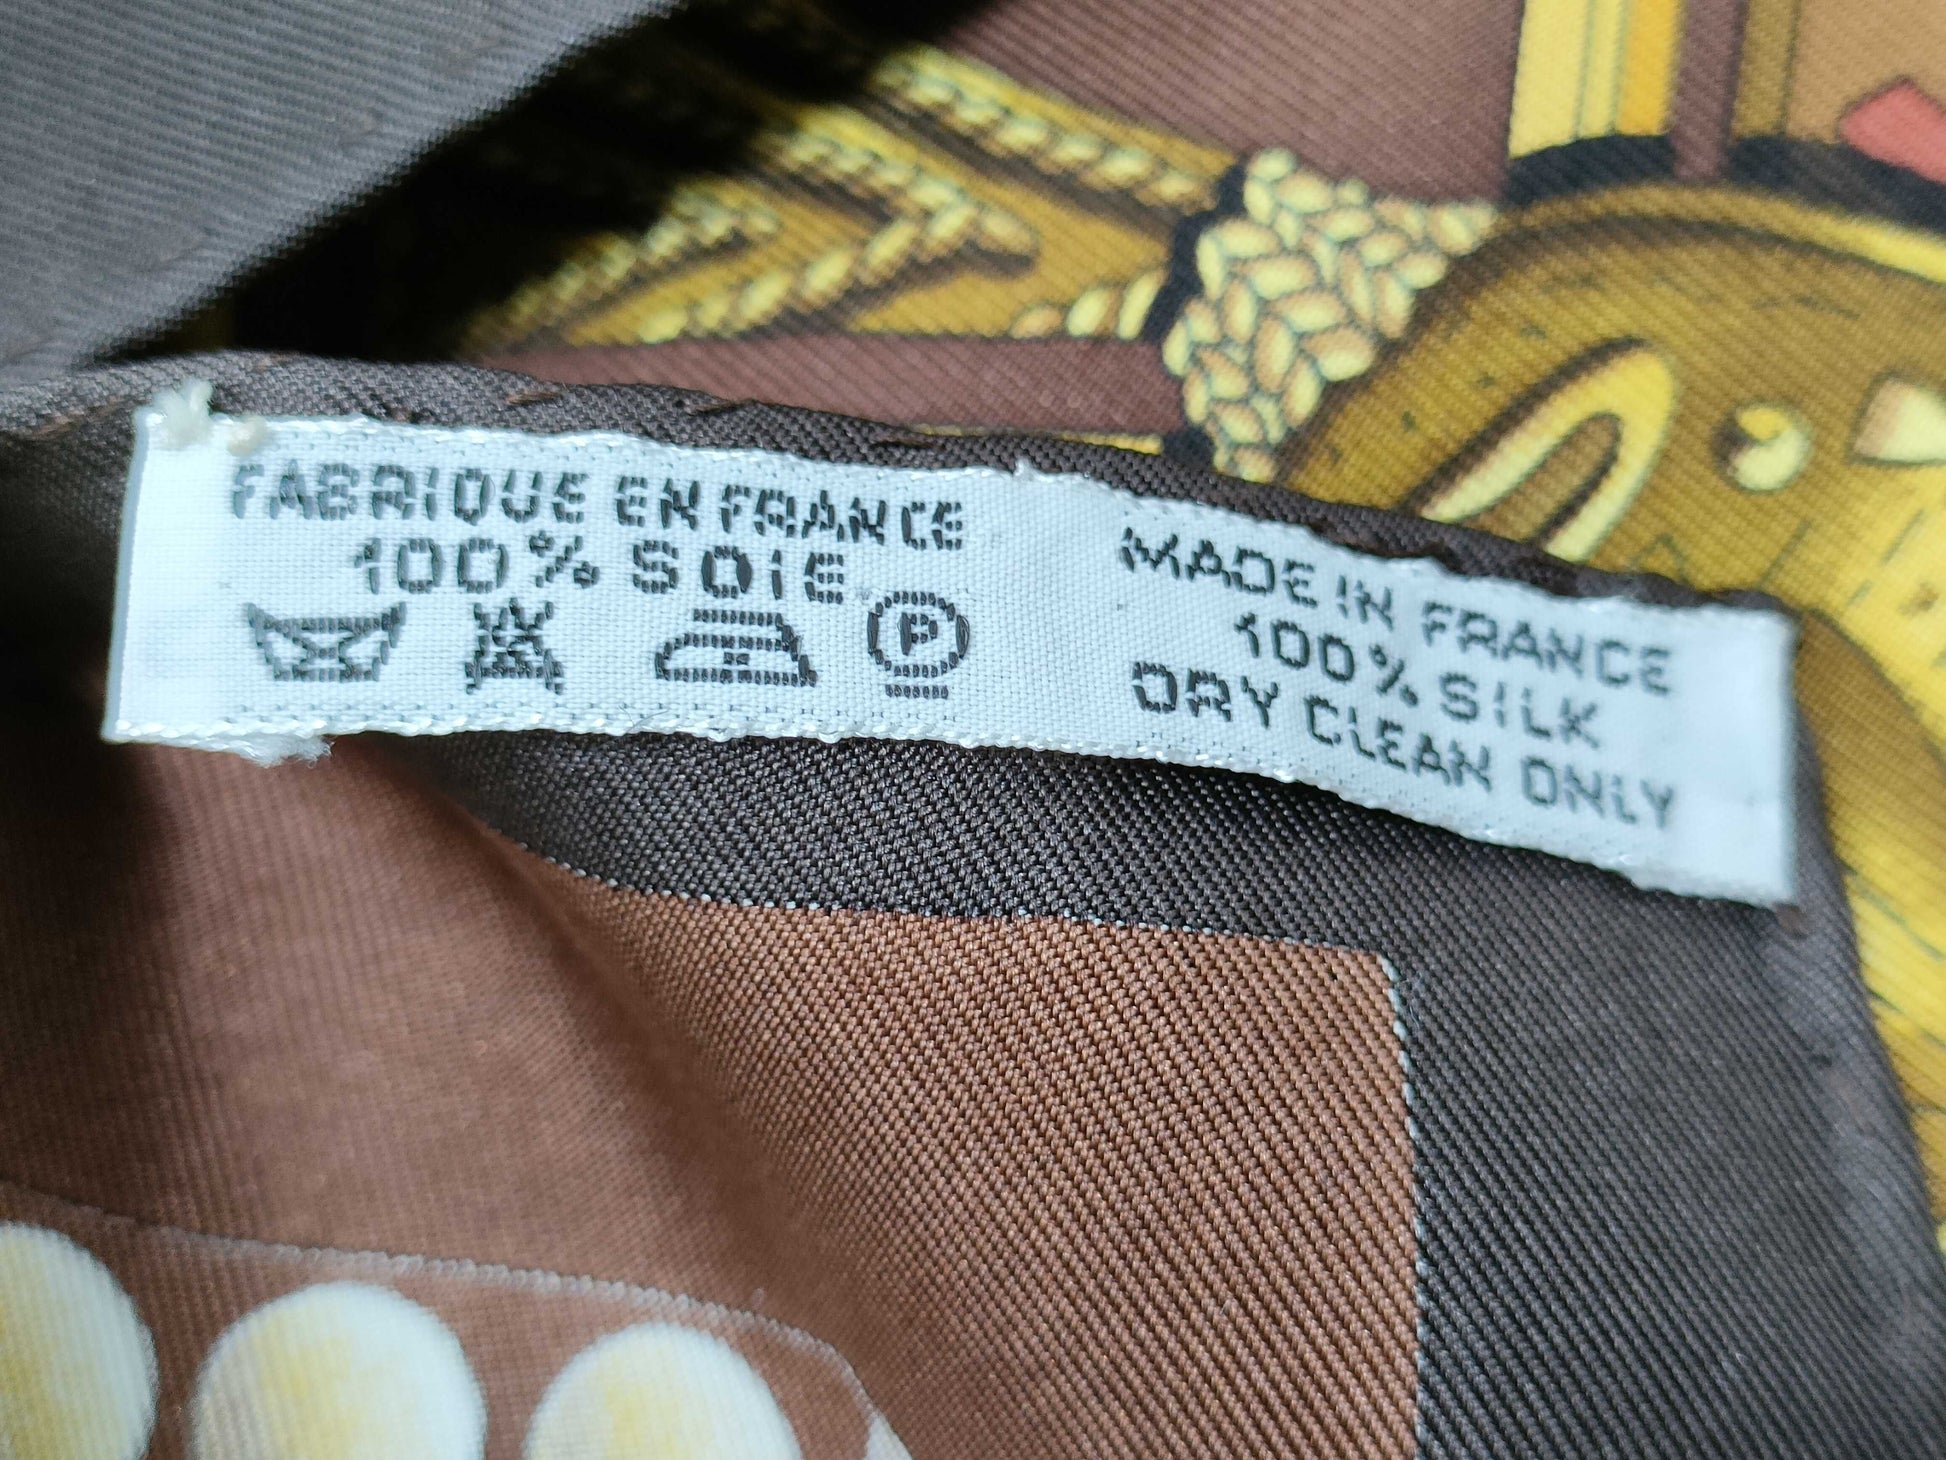 FABRIQUE EN FRANCE
100% SOIE
P
MADE IN FRANCE
100% SILK
DRY CLEAN ONLY